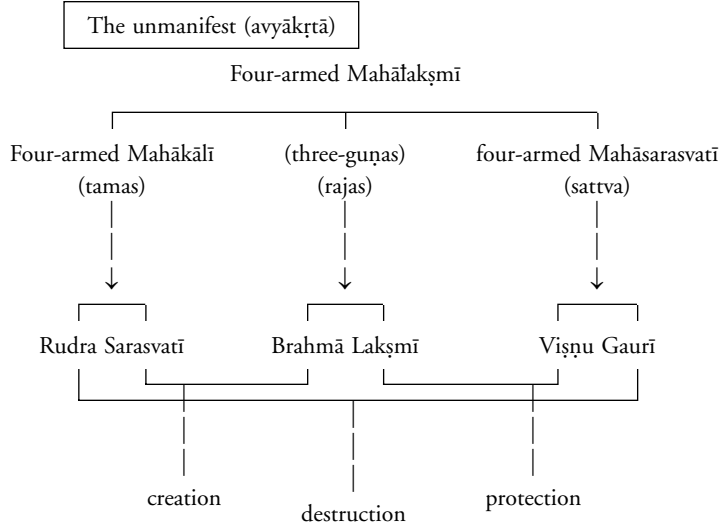 The unmanifest (avyākṛtā)
Four-armed Mahālakṣmī
Four-armed Mahākālī (three-guṇas) four-armed Mahāsarasvatī
(tamas) (rajas) (sattva)
Rudra Sarasvatī Brahmā Lakṣmī Viṣṇu Gaurī
creation destruction protection